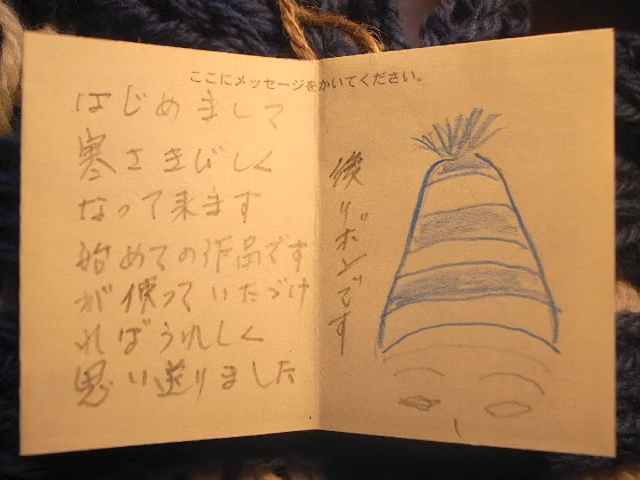 ここにメッセージをかいてください。
はじめまして
寒さきびしく
なって来ます
始めての作品です
が使っていたづけ
ればうれしく
思い送りました
後リボンです